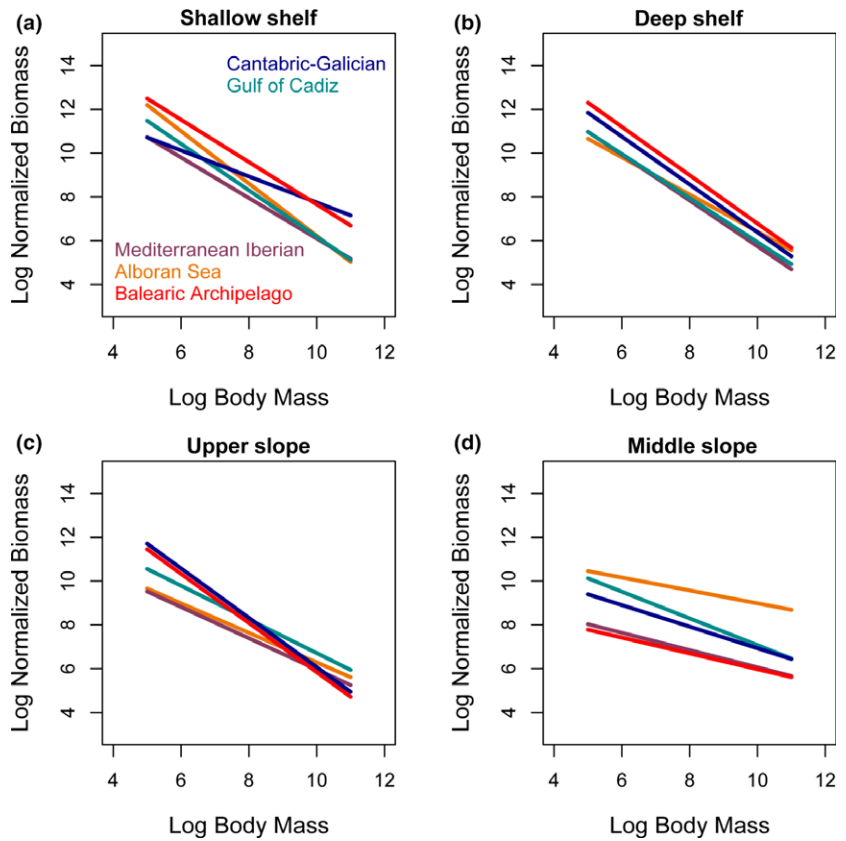 (a)
Shallow shelf
Log Normalized Biomass
14
12
10
8
6
4
Cantabric-Galician
Gulf of Cadiz
Mediterranean Iberian
Alboran Sea
Balearic Archipelago
4 6 8 10 12
Log Body Mass
(b)
Deep shelf
Log Normalized Biomass
14
12
10
8
6
4
4 6 8 10 12
Log Body Mass
(c)
Upper slope
Log Normalized Biomass
14
12
10
8
6
4
4 6 8 10 12
Log Body Mass
(d)
Middle slope
Log Normalized Biomass
14
12
10
8
6
4
4 6 8 10 12
Log Body Mass